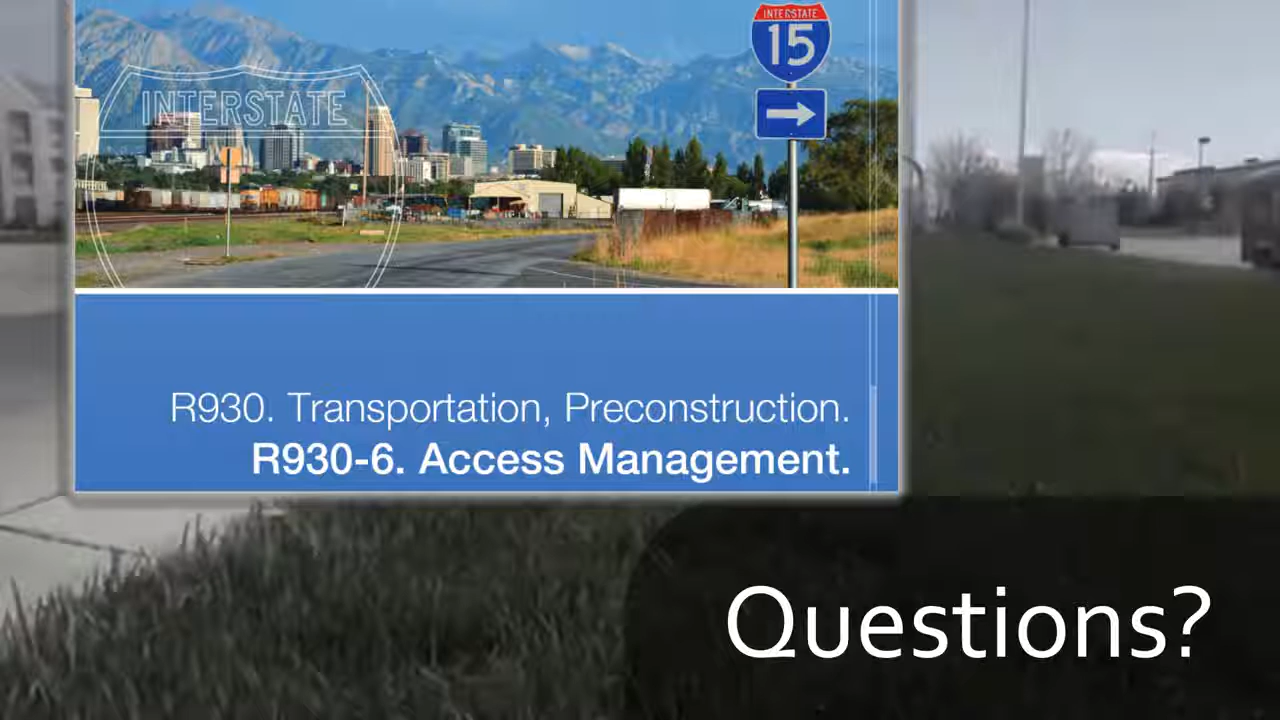 INTERSTATE
15
INTERSTATE
R930. Transportation, Preconstruction.
R930-6. Access Management.
Questions?